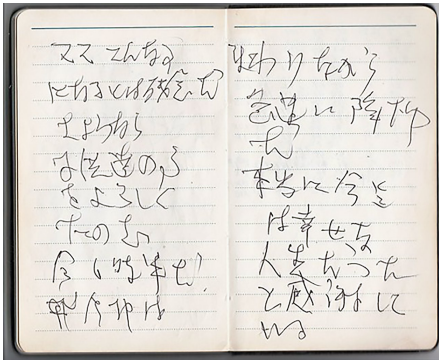 ママ こんな事
になるとは残念だ
さようなら
子供達の事
をよろしく
たのむ
今6時半だ
飛行機は
まわりながら
急速に降下中
だ
本当に今迄
は幸せな
人生だった
と感謝して
いる